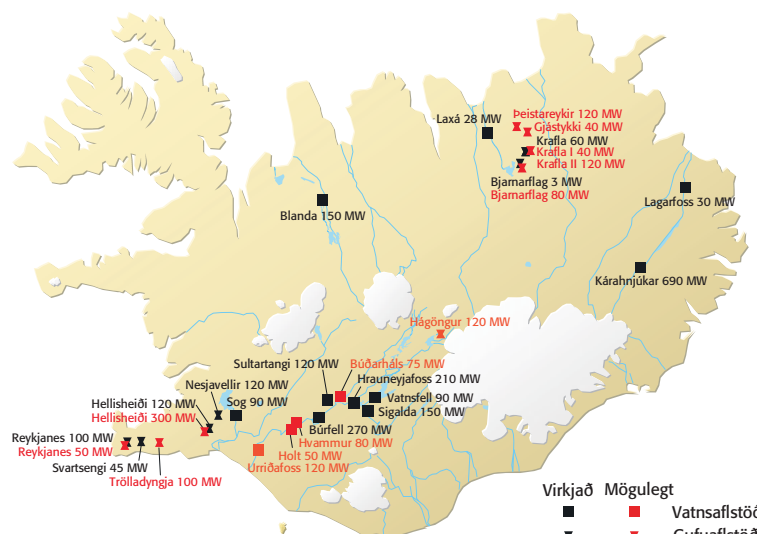 Laxá 28 MW
Þeistareykir 120 MW
Gjástykki 40 MW
Krafla 60 MW
Krafla I 40 MW
Krafla II 120 MW
Bjarnarflag 3 MW
Bjarnarflag 80 MW
Lagarfoss 30 MW
Blanda 150 MW
Kárahnjúkar 690 MW
Hágöngur 120 MW
Sultartangi 120 MW
Búðarháls 75 MW
Hrauneyjafoss 210 MW
Nesjavellir 120 MW
Vatnsfell 90 MW
Hellisheiði 120 MW
Sog 90 MW
Sigalda 150 MW
Hellisheiði 300 MW
Búrfell 270 MW
Reykjanes 100 MW
Hvammur 80 MW
Reykjanes 50 MW
Holt 50 MW
Svartsengi 45 MW
Urriðafoss 120 MW
Trölladyngja 100 MW
Virkjað Mögulegt